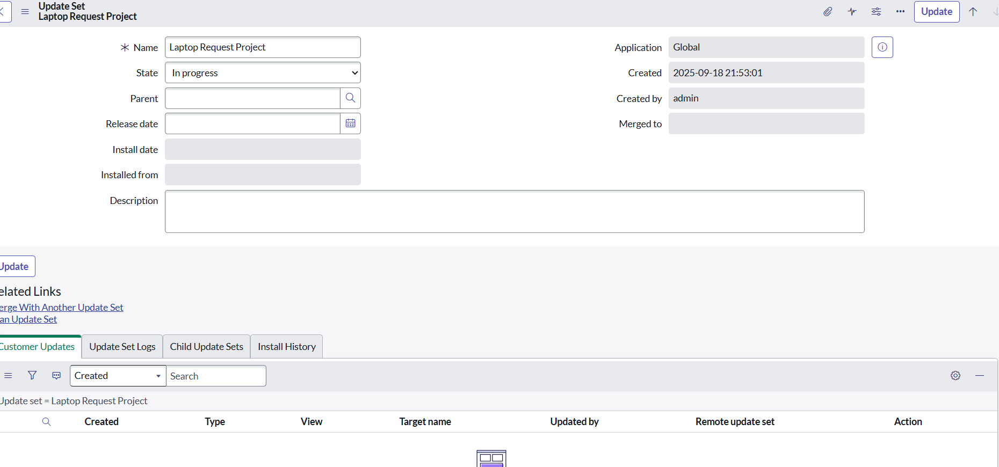 Update Set
Laptop Request Project
Update
Name
Laptop Request Project
Application
Global
State
In progress
Created
2025-09-18 21:53:01
Parent
Created by
admin
Release date
Merged to
Install date
Installed from
Description
Update
elated Links
erge With Another Update Set
an Update Set
Customer Updates
Update Set Logs
Child Update Sets
Install History
Created
Search
Update set = Laptop Request Project
Created Type View Target name Updated by Remote update set Action